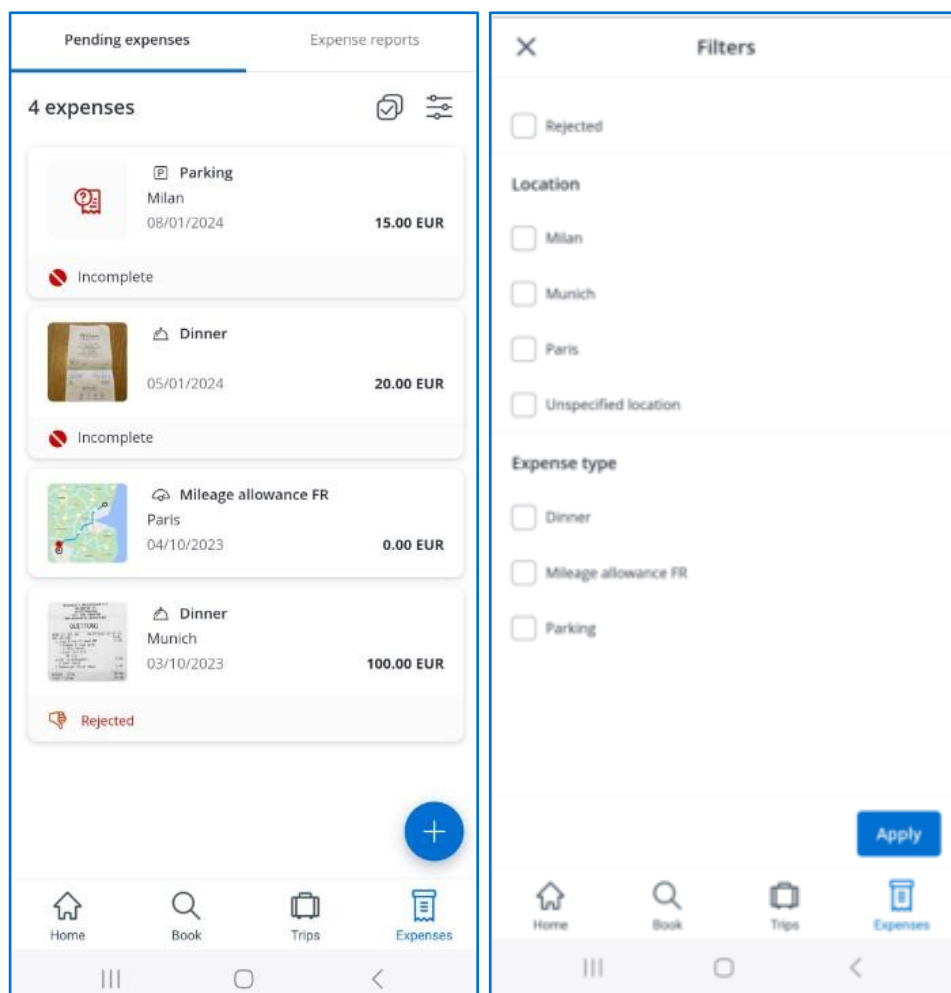 Pending expenses
Expense reports
4 expenses
P Parking
Milan
08/01/2024
15.00 EUR
Incomplete
Dinner
05/01/2024
20.00 EUR
Incomplete
Mileage allowance FR
Paris
04/10/2023
0.00 EUR
Dinner
Munich
03/10/2023
100.00 EUR
Rejected
Home
Book
Trips
Expenses
Filters
Rejected
Location
Milan
Munich
Paris
Unspecified location
Expense type
Dinner
Mileage allowance FR
Parking
Apply
Home
Book
Trips
Expenses